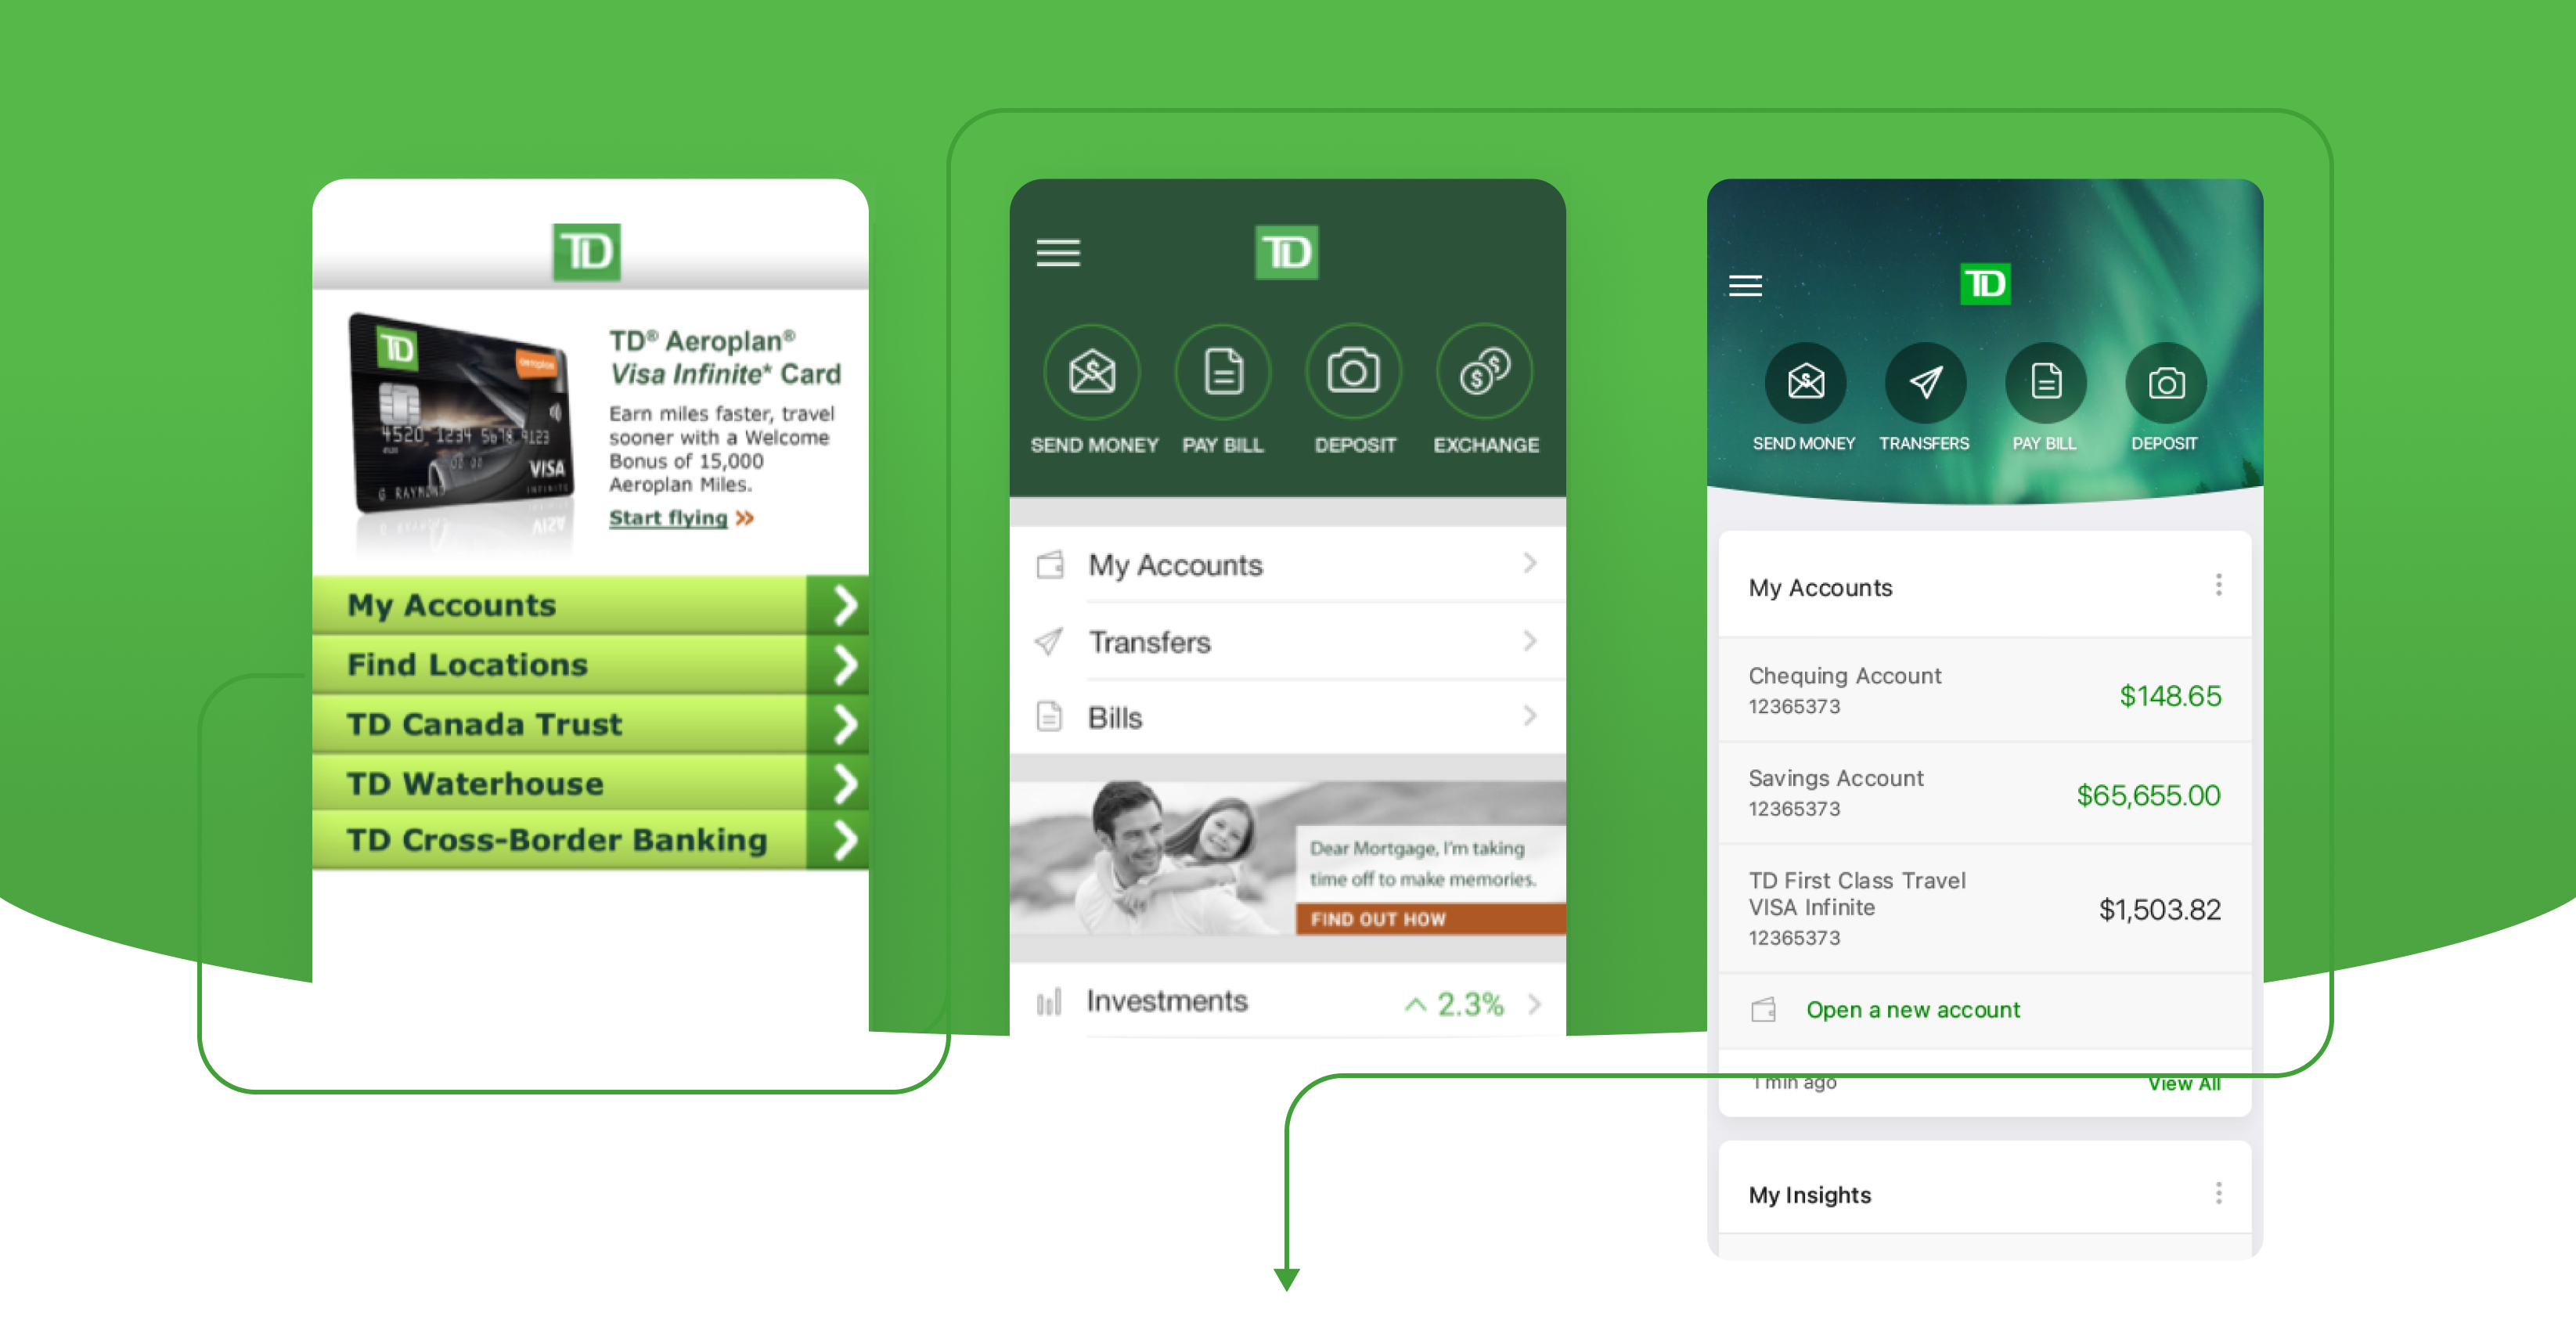 TD
TD
aeroplan
4520 1234 5678 9123
VISA
INFINITE
G RAYMOND
TD® Aeroplan®
Visa Infinite* Card
Earn miles faster, travel
sooner with a Welcome
Bonus of 15,000
Aeroplan Miles.
Start flying »
My Accounts
Find Locations
TD Canada Trust
TD Waterhouse
TD Cross-Border Banking
TD
SEND MONEY PAY BILL DEPOSIT EXCHANGE
My Accounts
Transfers
Bills
Dear Mortgage, I'm taking
time off to make memories.
FIND OUT HOW
Investments 2.3%
TD
SEND MONEY TRANSFERS PAY BILL DEPOSIT
My Accounts
Chequing Account
12365373
$148.65
Savings Account
12365373
$65,655.00
TD First Class Travel
VISA Infinite
12365373
$1,503.82
Open a new account
1 min ago View All
My Insights